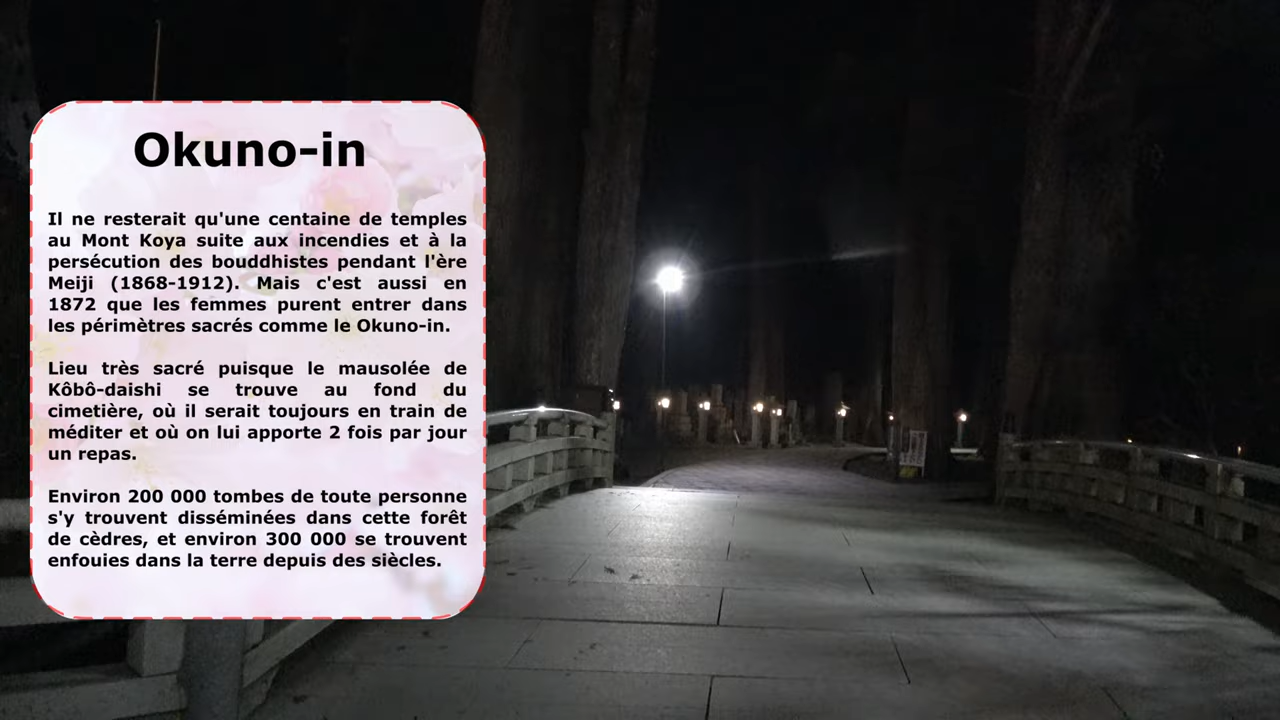 Okuno-in
Il ne resterait qu'une centaine de temples
au Mont Koya suite aux incendies et à la
persécution des bouddhistes pendant l'ère
Meiji (1868-1912). Mais c'est aussi en
1872 que les femmes purent entrer dans
les périmètres sacrés comme le Okuno-in.
Lieu très sacré puisque le mausolée de
Kôbô-daishi se trouve au fond du
cimetière, où il serait toujours en train de
méditer et où on lui apporte 2 fois par jour
un repas.
Environ 200 000 tombes de toute personne
s'y trouvent disséminées dans cette forêt
de cèdres, et environ 300 000 se trouvent
enfouies dans la terre depuis des siècles.